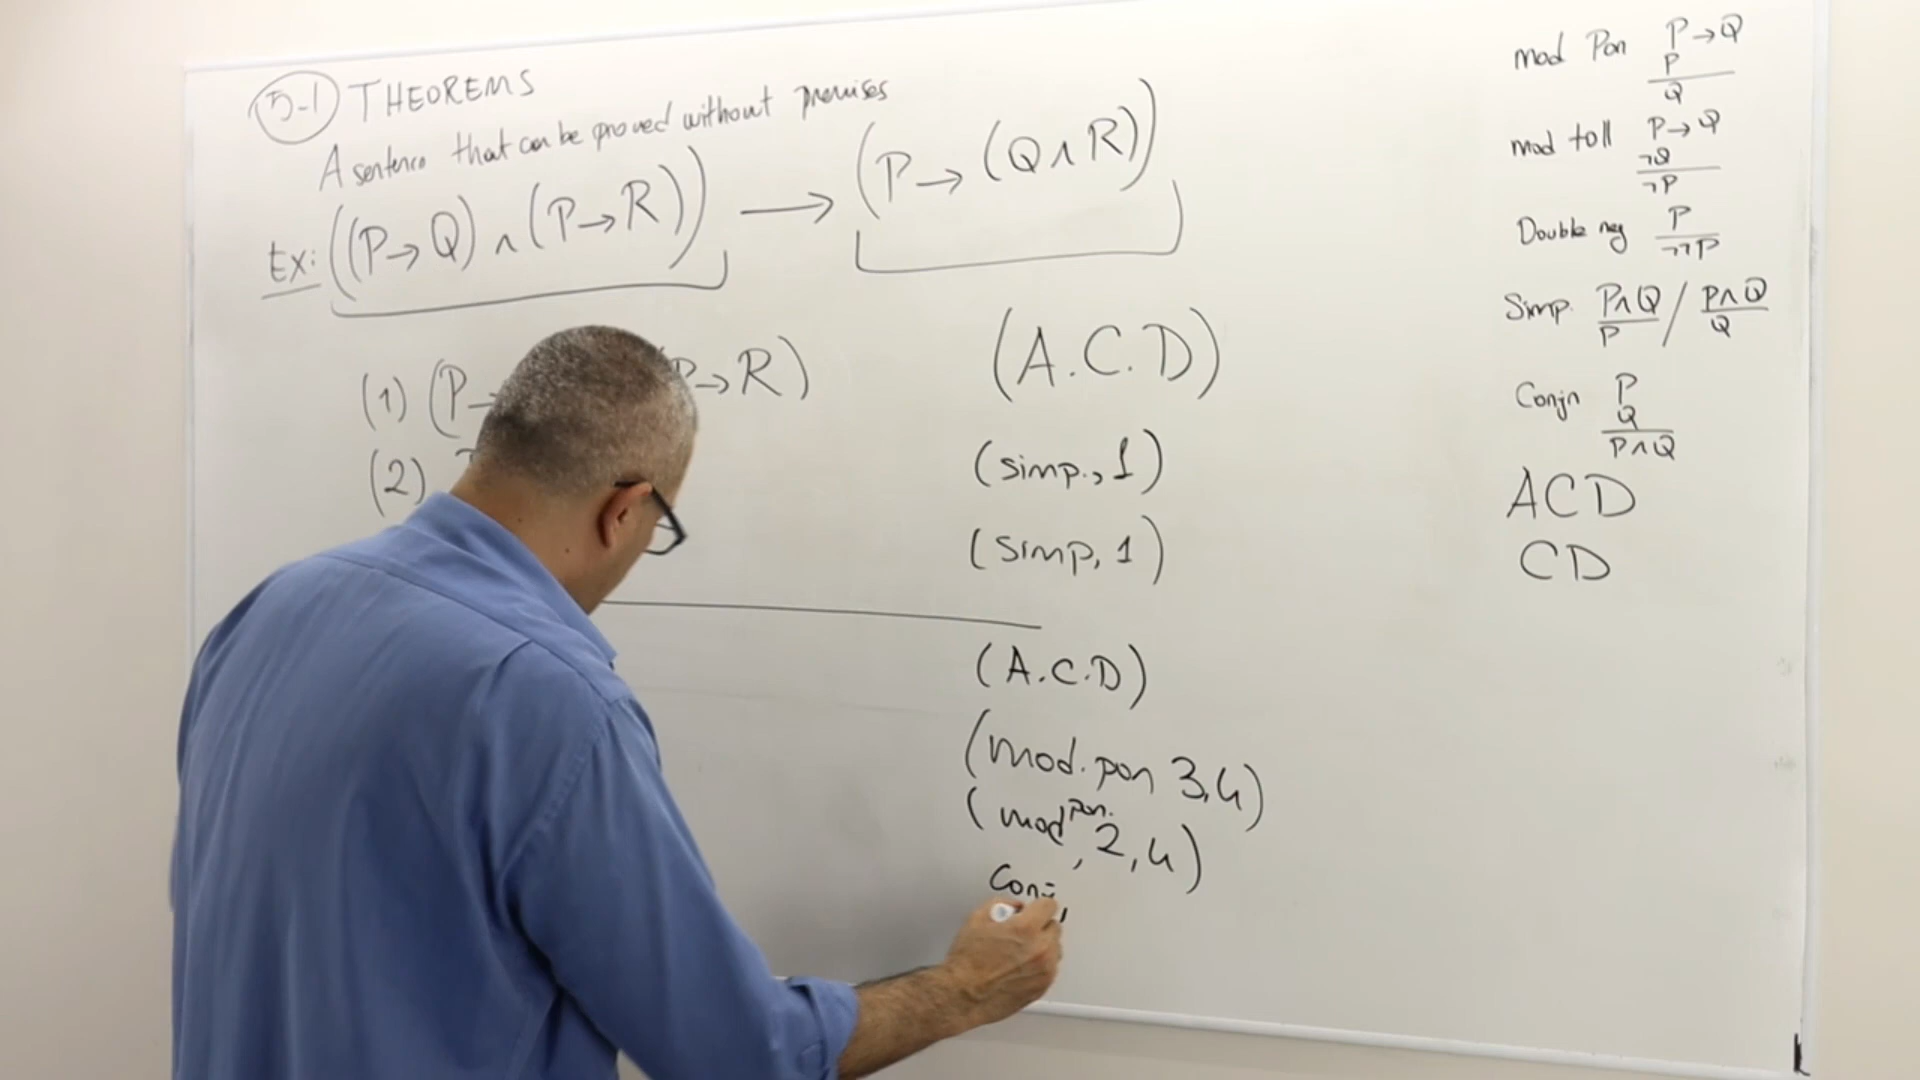 5-1 THEOREMS
A sentence that can be proved without premises
Ex: ((P→Q) ∧ (P→R)) → (P→(Q∧R))
(1) (P→ P→R) (A.C.D)
(2) (simp., 1)
(simp, 1)
(A.C.D)
(mod. pon 3,4)
(mod pon. , 2, 4)
Conj,
mod Pon P→Q
P
Q
mod toll P→Q
¬Q
¬P
Double neg P
¬¬P
Simp. P∧Q / P∧Q
P Q
Conjn P
Q
P∧Q
ACD
CD